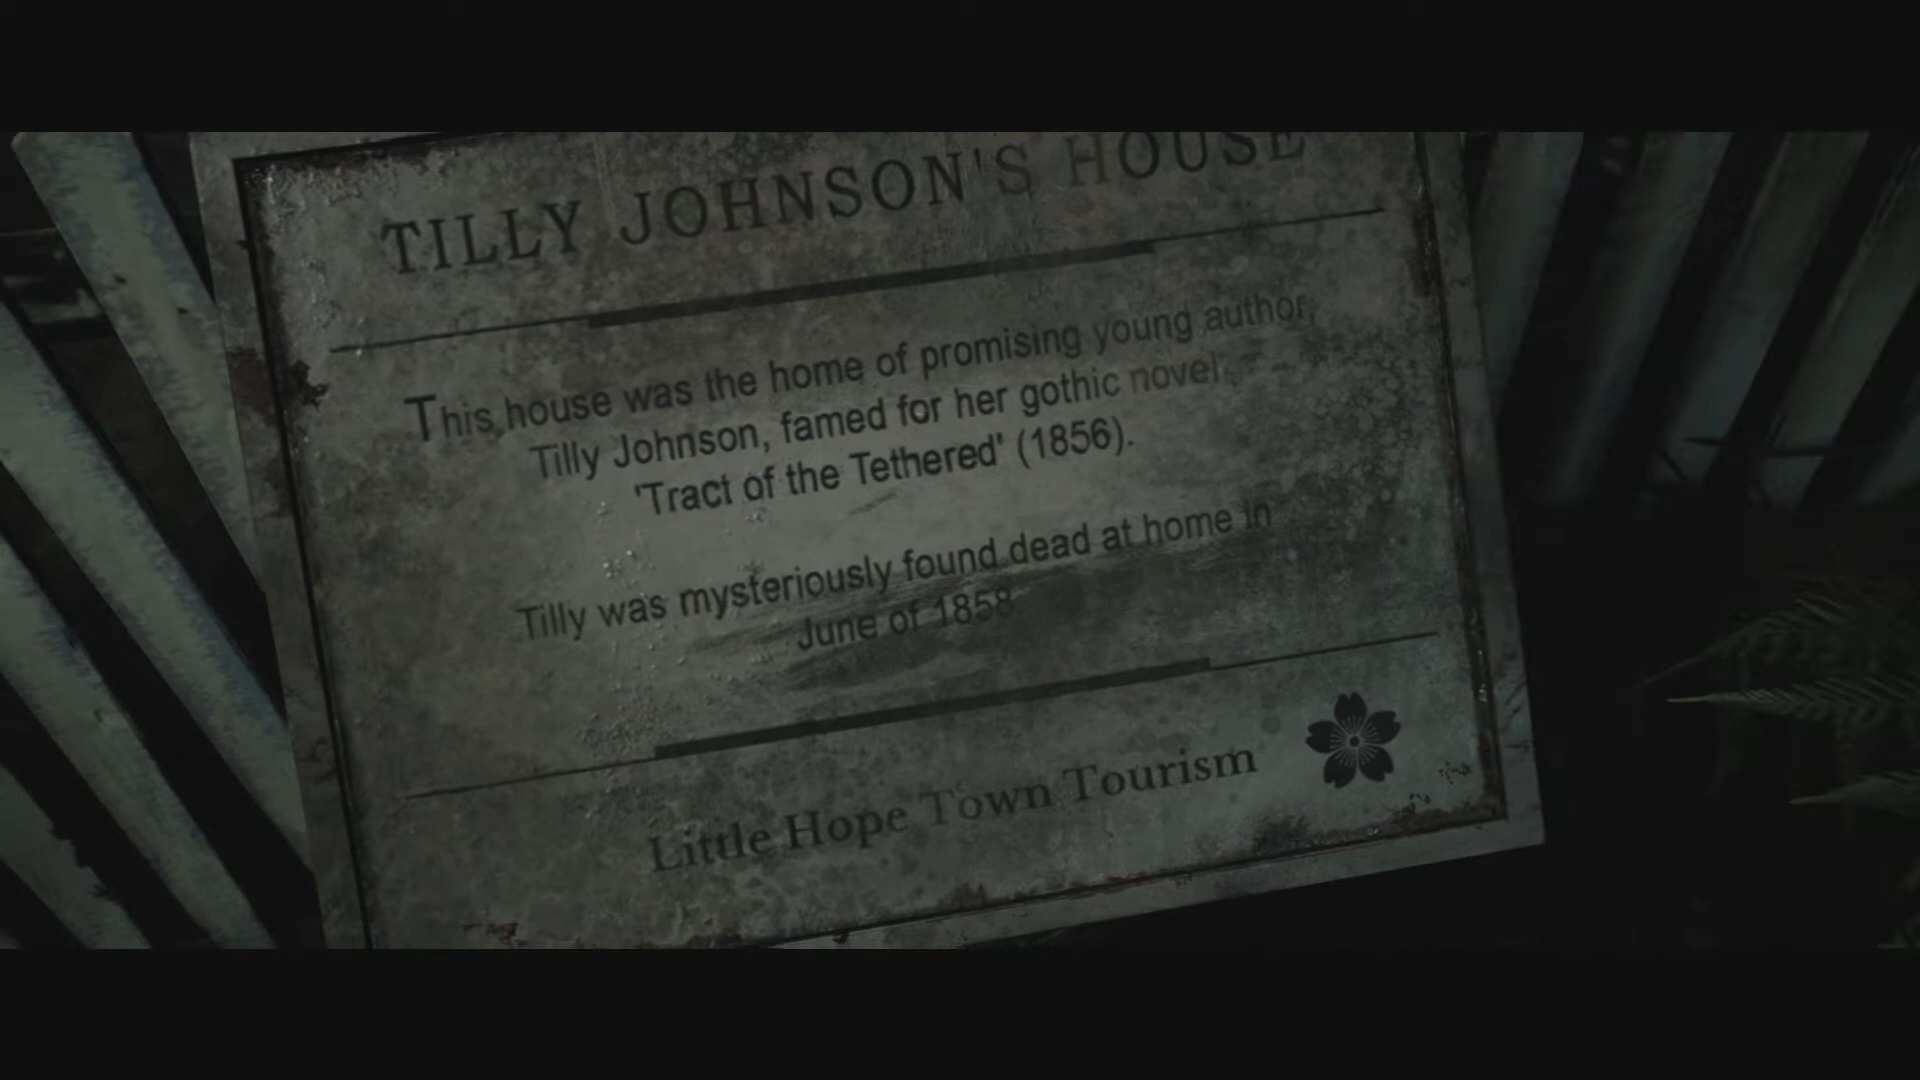 TILLY JOHNSON'S HOUSE
This house was the home of promising young author,
Tilly Johnson, famed for her gothic novel,
'Tract of the Tethered' (1856).
Tilly was mysteriously found dead at home in
June of 1858
Little Hope Town Tourism